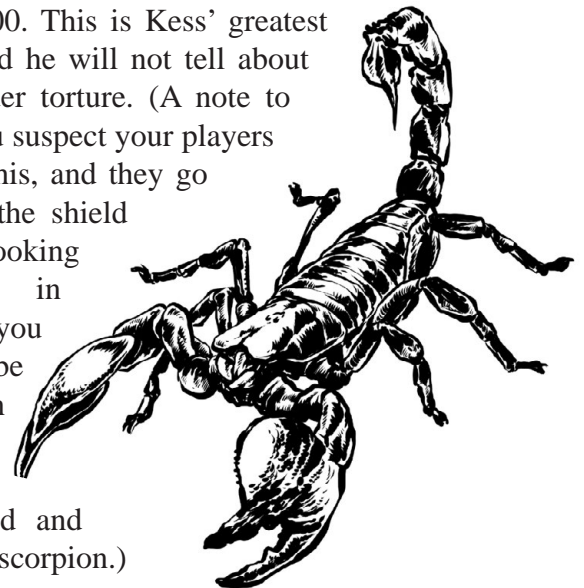 00. This is Kess’ greatest
d he will not tell about
er torture. (A note to
u suspect your players
his, and they go
the shield
ooking
in
you
be
n
d and
scorpion.)